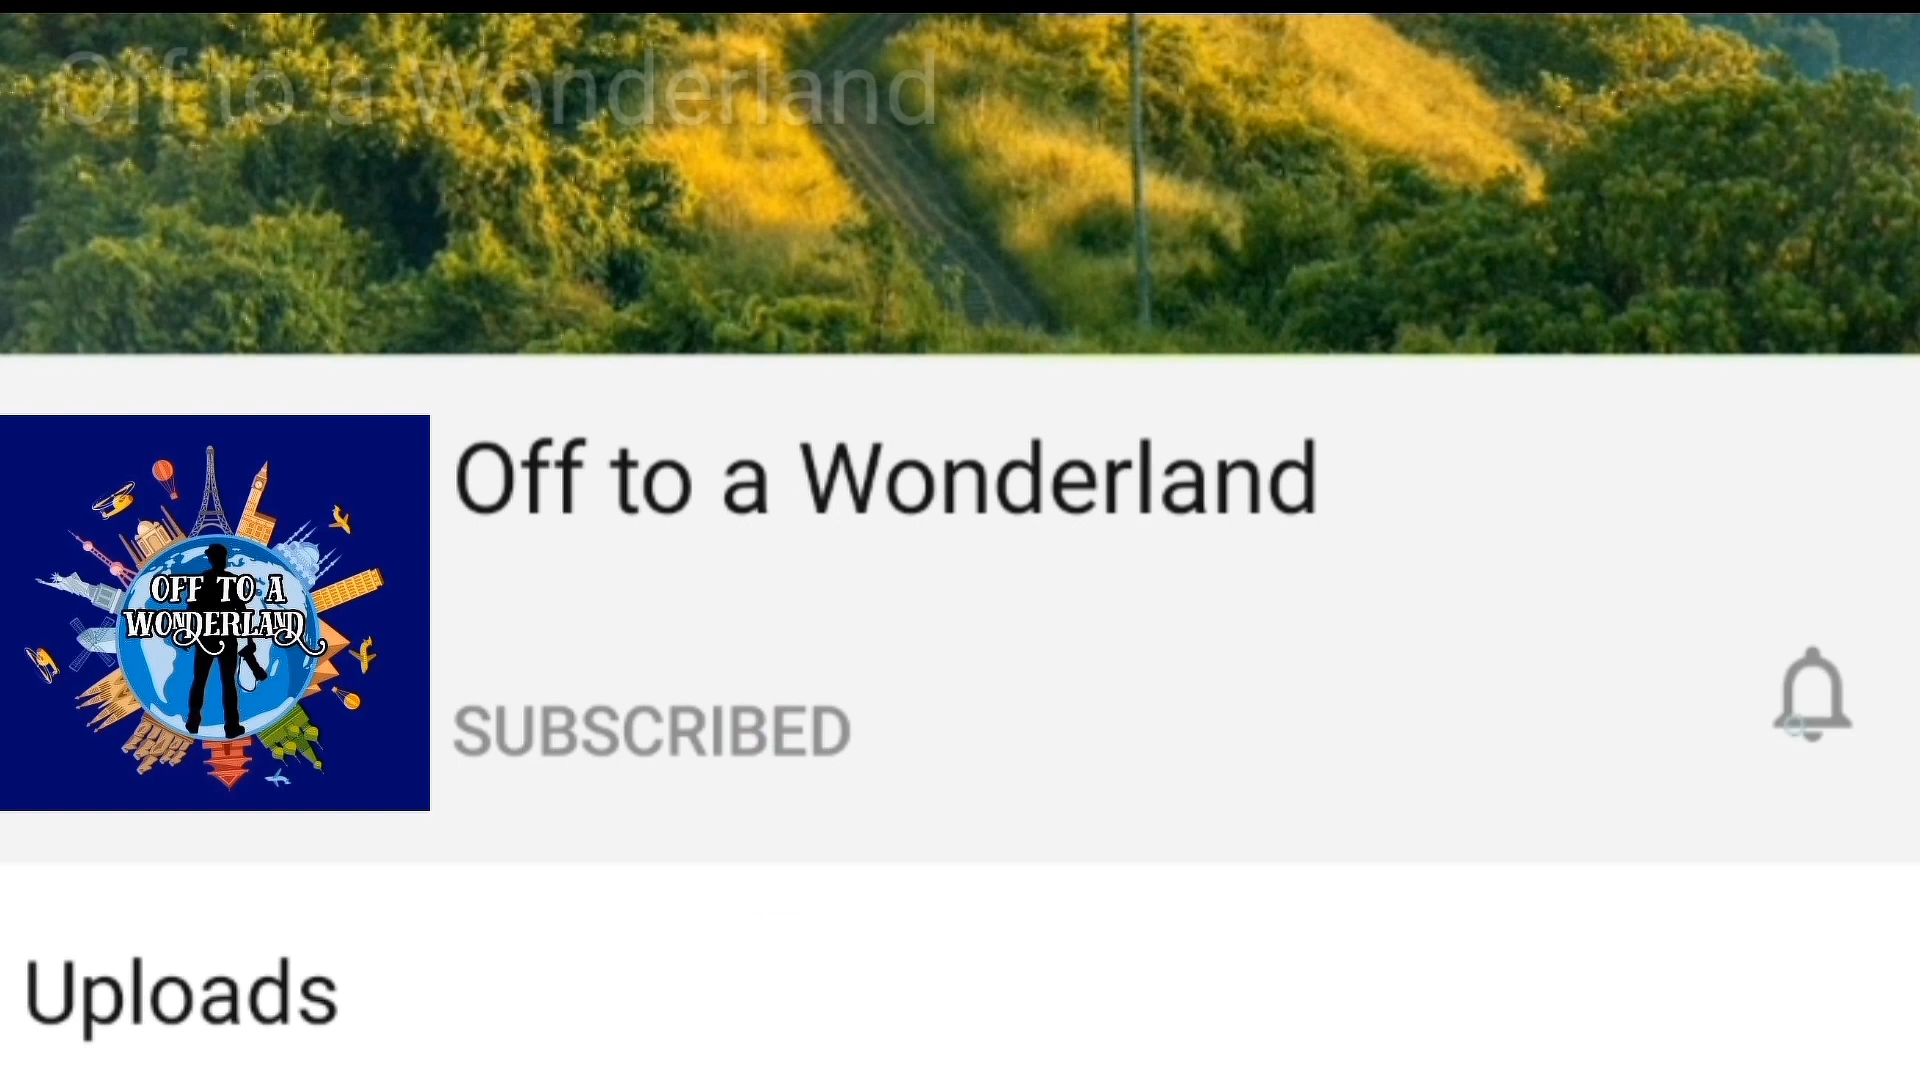 Off to a Wonderland
Off to a Wonderland
OFF TO A
WONDERLAND
SUBSCRIBED
Uploads